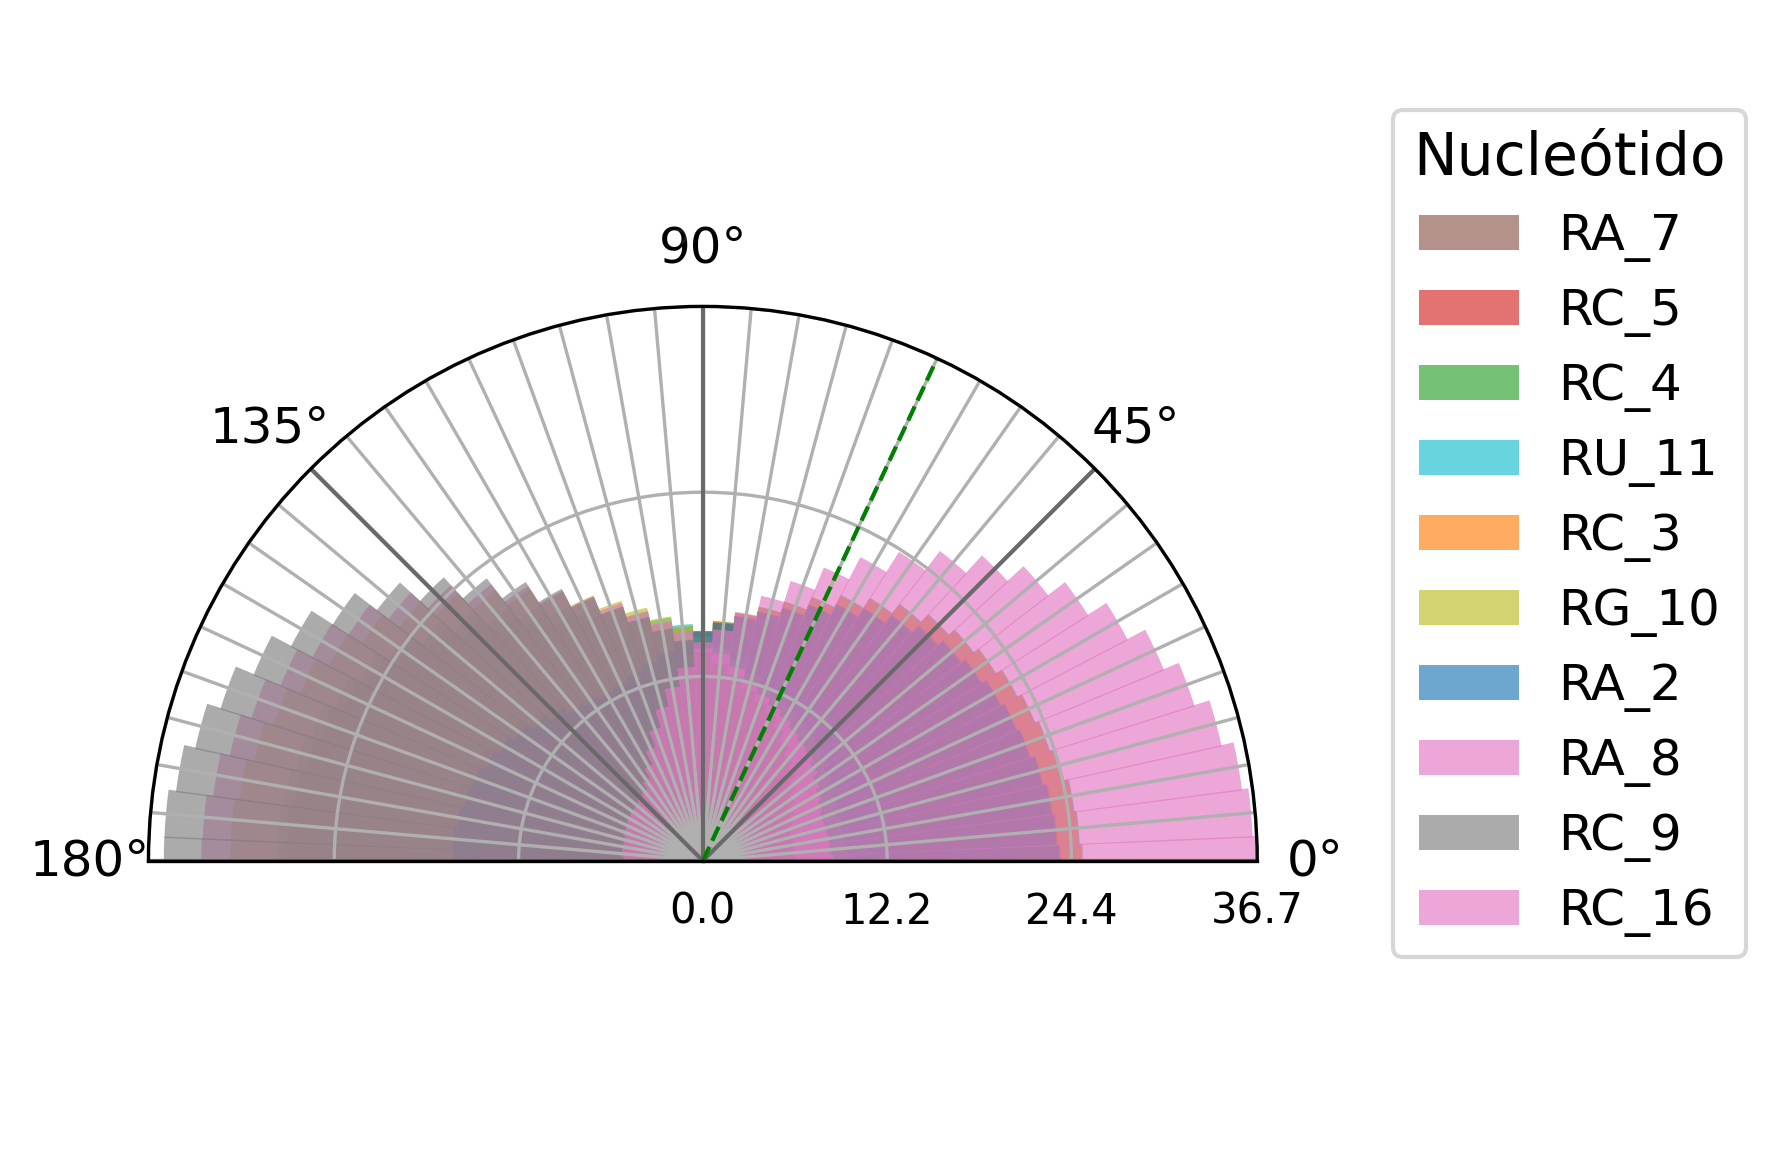 90°
135°
45°
180°
0°
0.0
12.2
24.4
36.7
Nucleótido
RA_7
RC_5
RC_4
RU_11
RC_3
RG_10
RA_2
RA_8
RC_9
RC_16